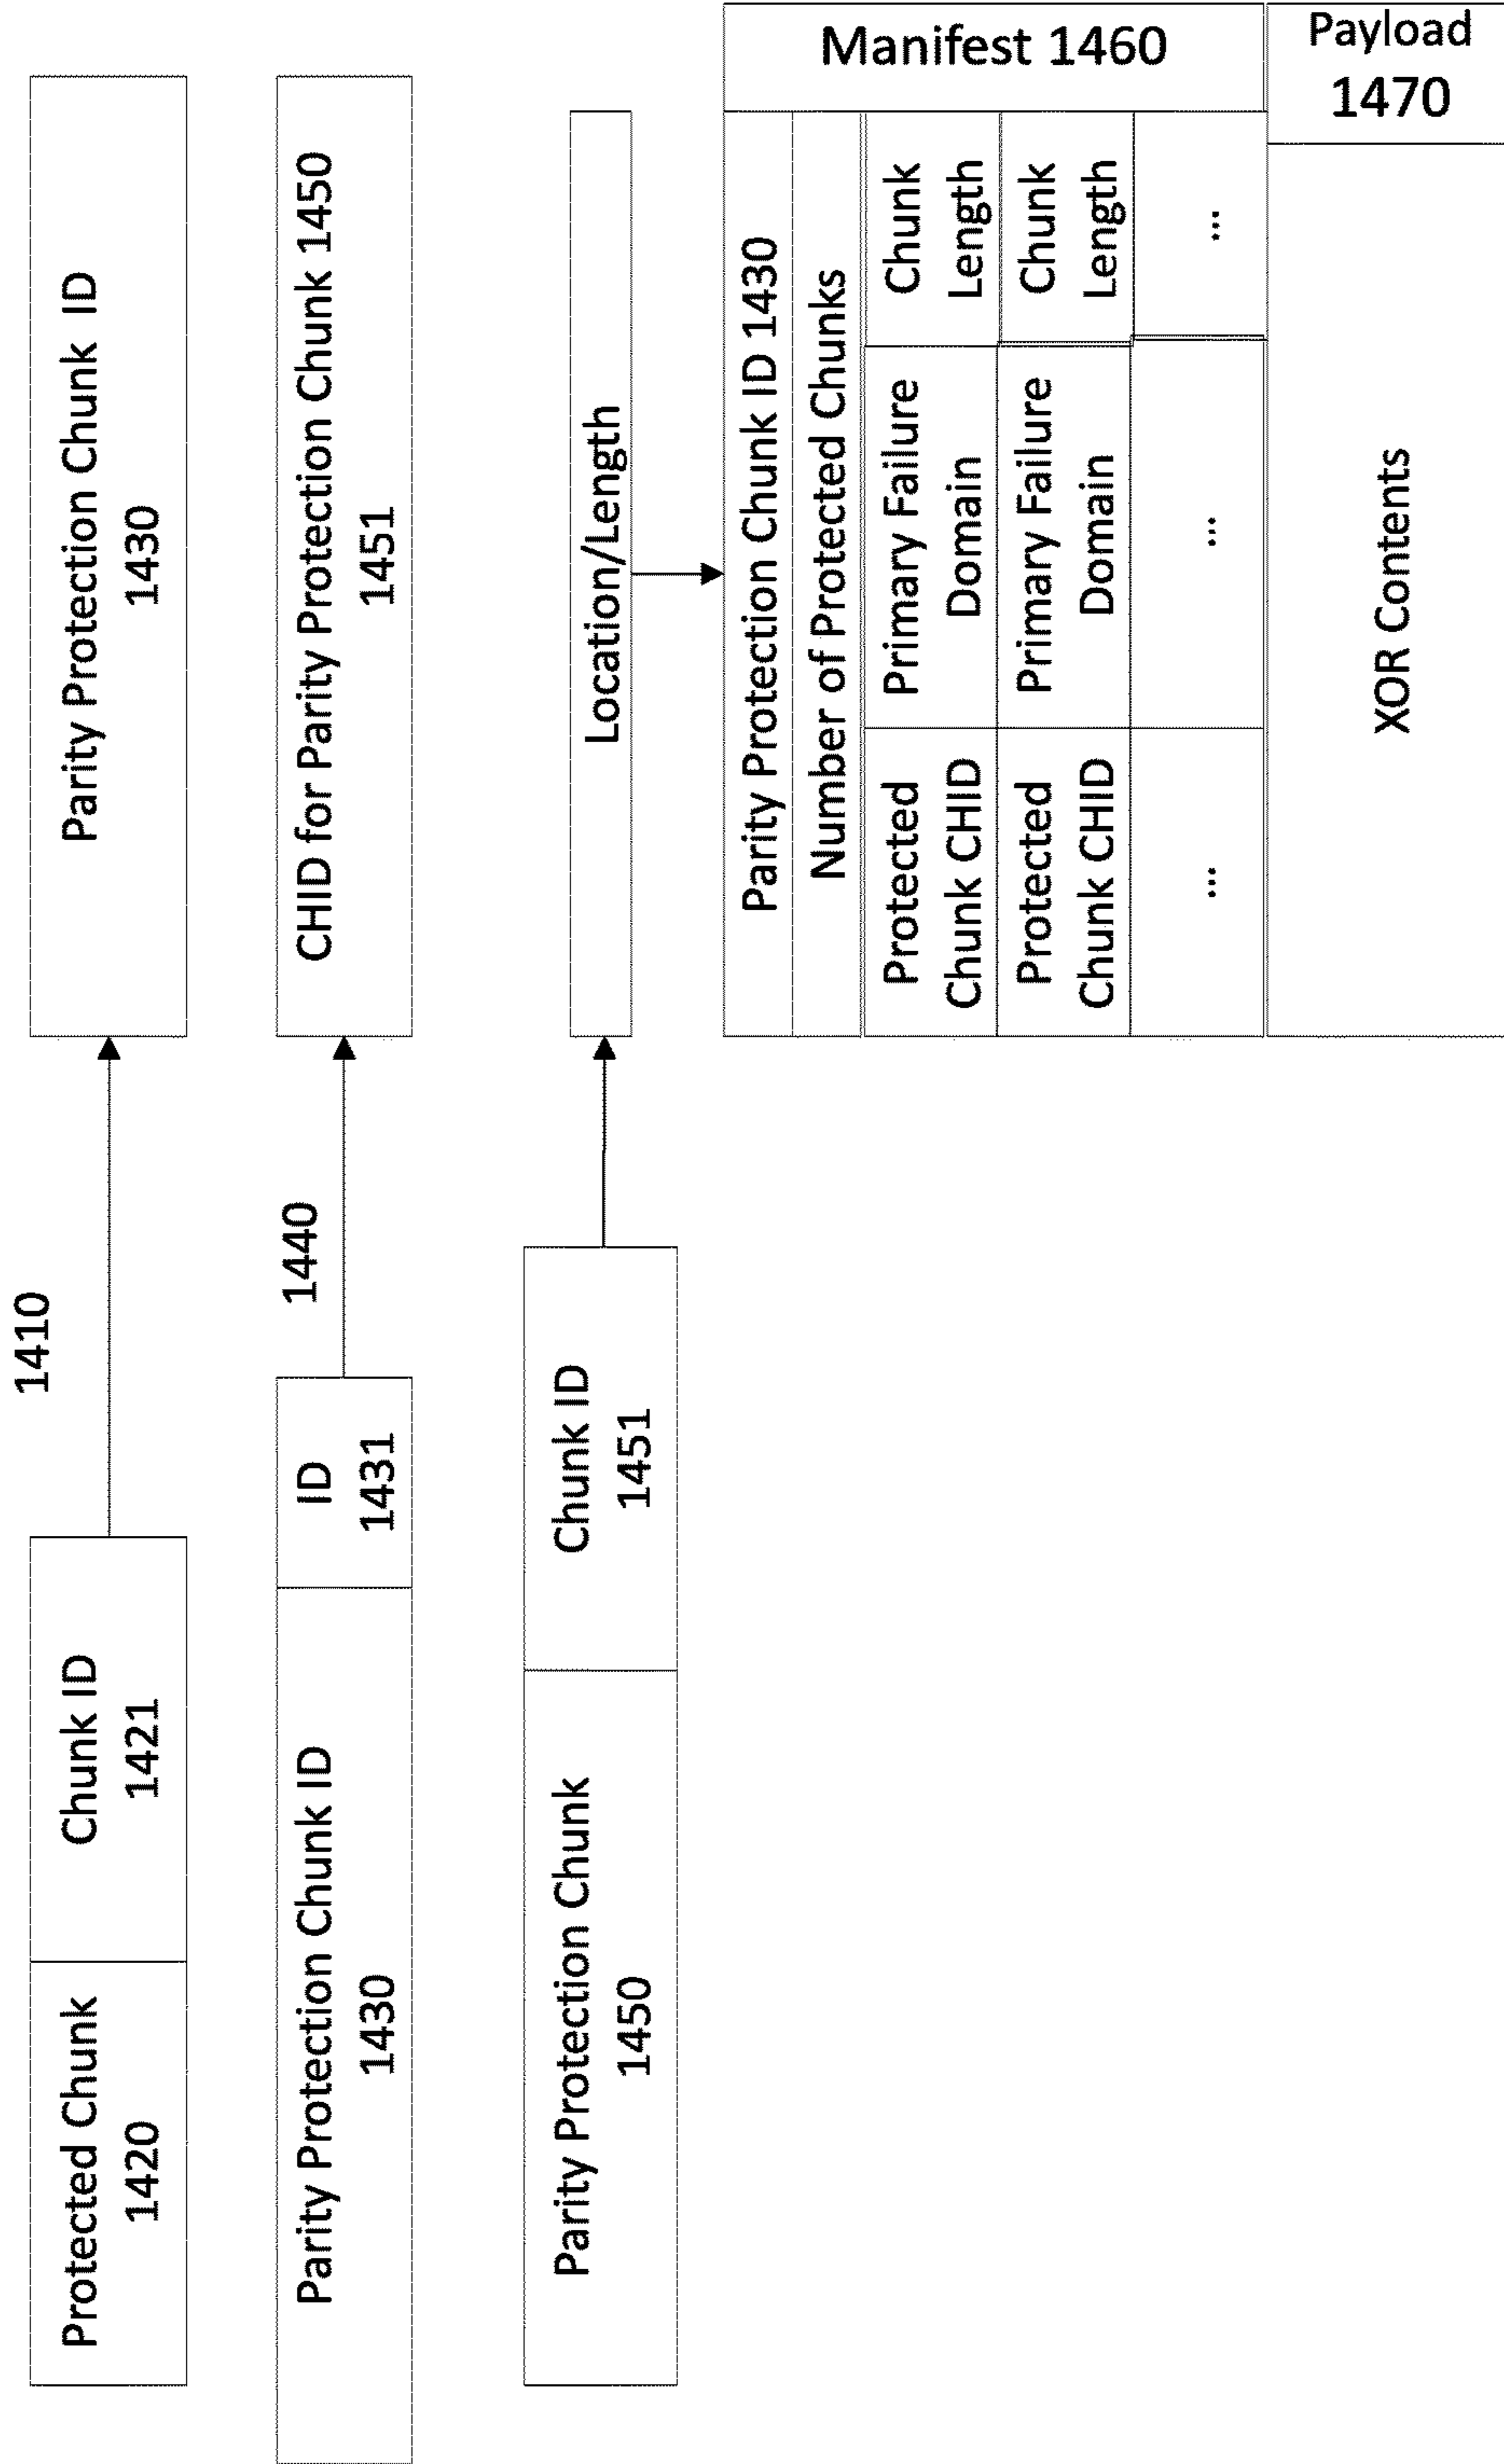 1410
Protected Chunk
1420
Chunk ID
1421
Parity Protection Chunk  ID
1430
Parity Protection Chunk ID
1430
ID
1431
1440
CHID for Parity Protection Chunk 1450
1451
Parity Protection Chunk
1450
Chunk ID
1451
Location/Length
Parity Protection Chunk ID 1430
Number of Protected Chunks
Protected
Chunk CHID
Primary Failure
Domain
Chunk
Length
Protected
Chunk CHID
Primary Failure
Domain
Chunk
Length
...
...
...
Manifest 1460
XOR Contents
Payload
1470